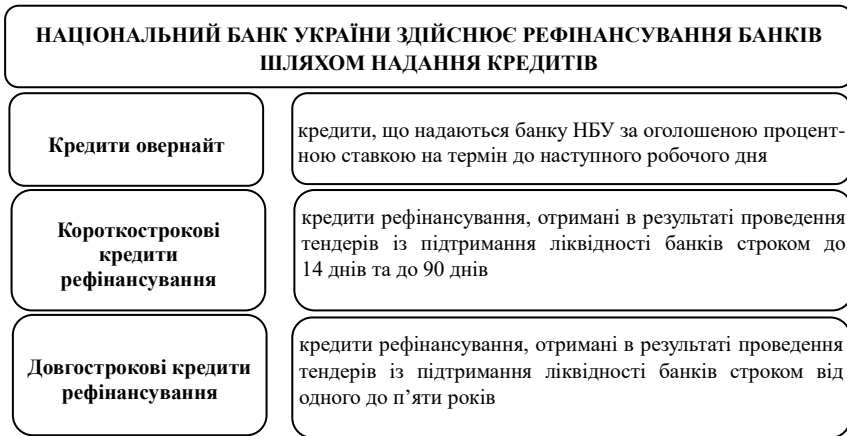 НАЦІОНАЛЬНИЙ БАНК УКРАЇНИ ЗДІЙСНЮЄ РЕФІНАНСУВАННЯ БАНКІВ
ШЛЯХОМ НАДАННЯ КРЕДИТІВ
Кредити овернайт
кредити, що надаються банку НБУ за оголошеною процент-
ною ставкою на термін до наступного робочого дня
Короткострокові
кредити
рефінансування
кредити рефінансування, отримані в результаті проведення
тендерів із підтримання ліквідності банків строком до
14 днів та до 90 днів
Довгострокові кредити
рефінансування
кредити рефінансування, отримані в результаті проведення
тендерів із підтримання ліквідності банків строком від
одного до п’яти років